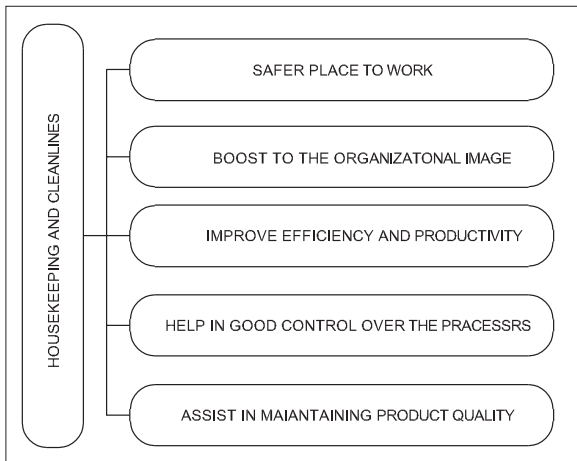 HOUSEKEEPING AND CLEANLINES
SAFER PLACE TO WORK
BOOST TO THE ORGANIZATONAL IMAGE
IMPROVE EFFICIENCY AND PRODUCTIVITY
HELP IN GOOD CONTROL OVER THE PRACESSRS
ASSIST IN MAIANTAINING PRODUCT QUALITY